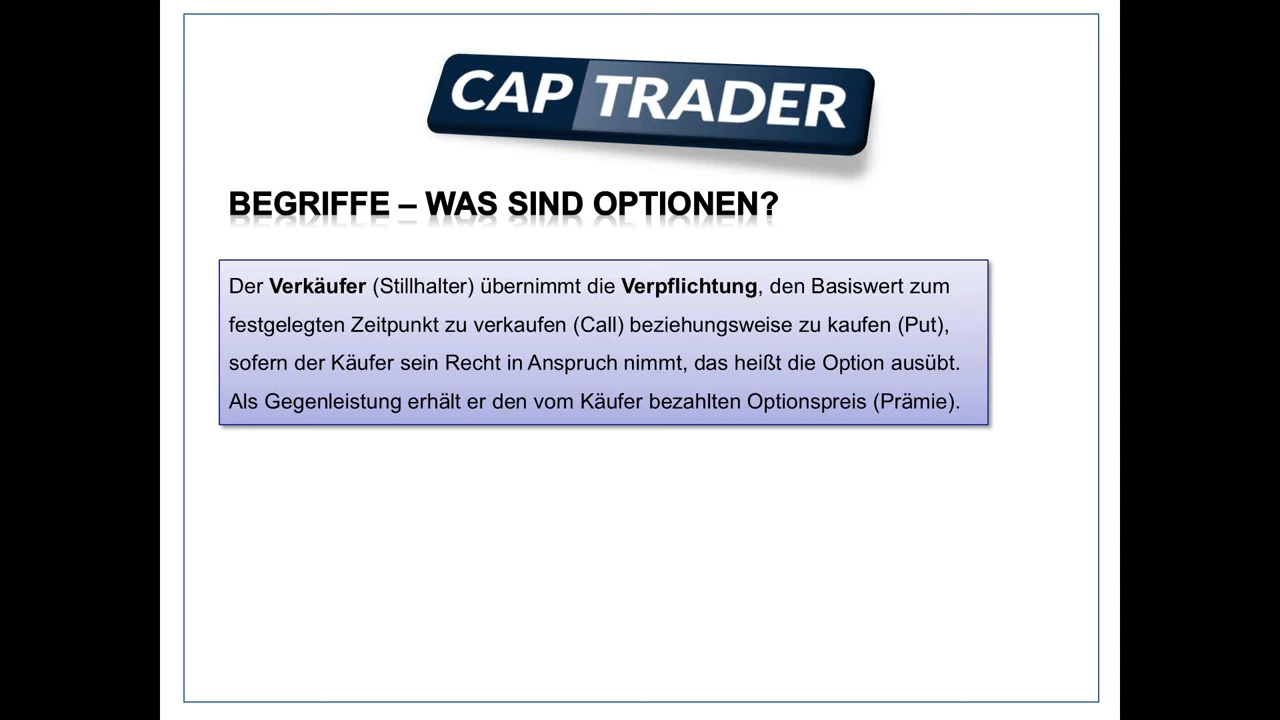 CAP TRADER
BEGRIFFE – WAS SIND OPTIONEN?
Der Verkäufer (Stillhalter) übernimmt die Verpflichtung, den Basiswert zum
festgelegten Zeitpunkt zu verkaufen (Call) beziehungsweise zu kaufen (Put),
sofern der Käufer sein Recht in Anspruch nimmt, das heißt die Option ausübt.
Als Gegenleistung erhält er den vom Käufer bezahlten Optionspreis (Prämie).